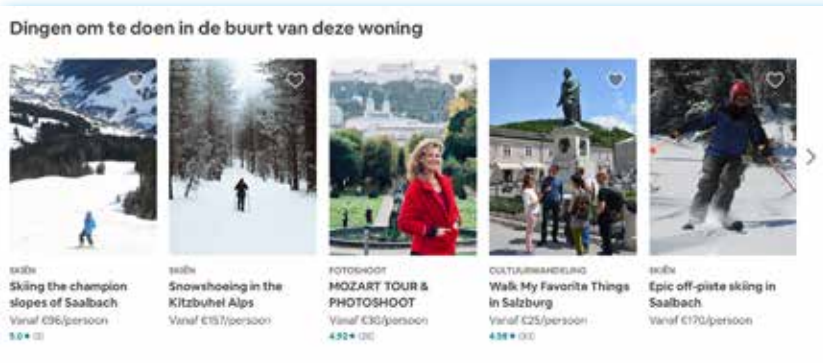 Dingen om te doen in de buurt van deze woning
SKIËN
Skiing the champion
slopes of Saalbach
Vanaf €96/persoon
5.0★
SKIËN
Snowshoeing in the
Kitzbuhel Alps
Vanaf €157/persoon
FOTOSHOOT
MOZART TOUR &
PHOTOSHOOT
Vanaf €30/persoon
4.92★
CULTUURWANDELING
Walk My Favorite Things
in Salzburg
Vanaf €25/persoon
SKIËN
Epic off-piste skiing in
Saalbach
Vanaf €170/persoon